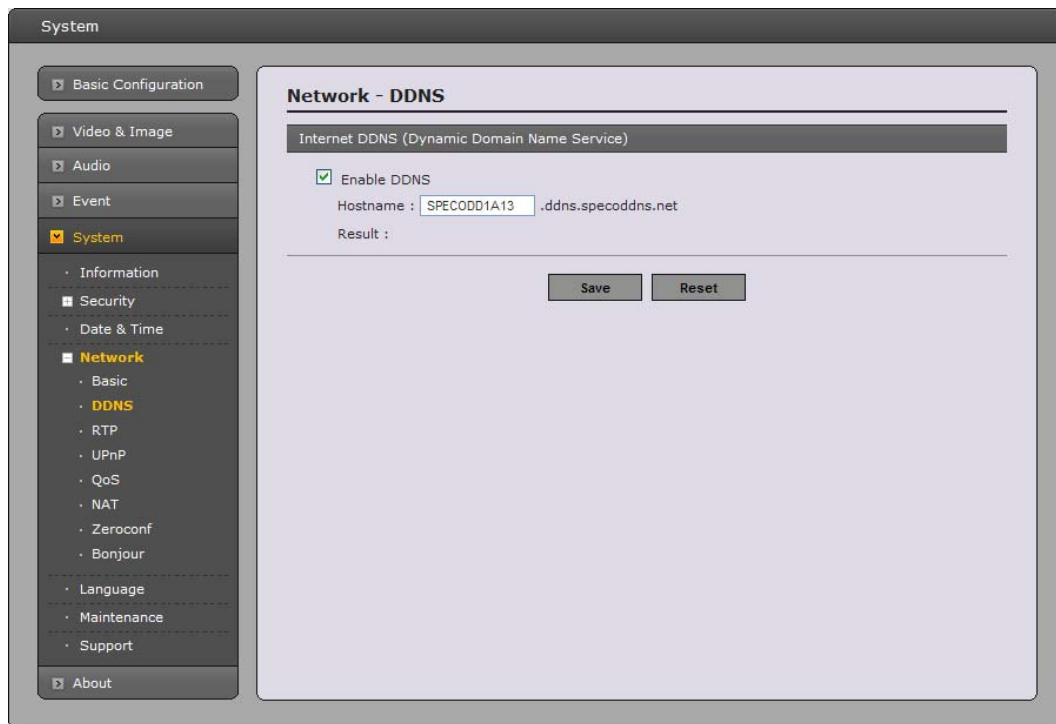 System
Basic Configuration
Video & Image
Audio
Event
System
· Information
Security
· Date & Time
Network
· Basic
· DDNS
· RTP
· UPnP
· QoS
· NAT
· Zeroconf
· Bonjour
· Language
· Maintenance
· Support
About
Network - DDNS
Internet DDNS (Dynamic Domain Name Service)
Enable DDNS
Hostname : SPECODD1A13 .ddns.specoddns.net
Result :
Save Reset